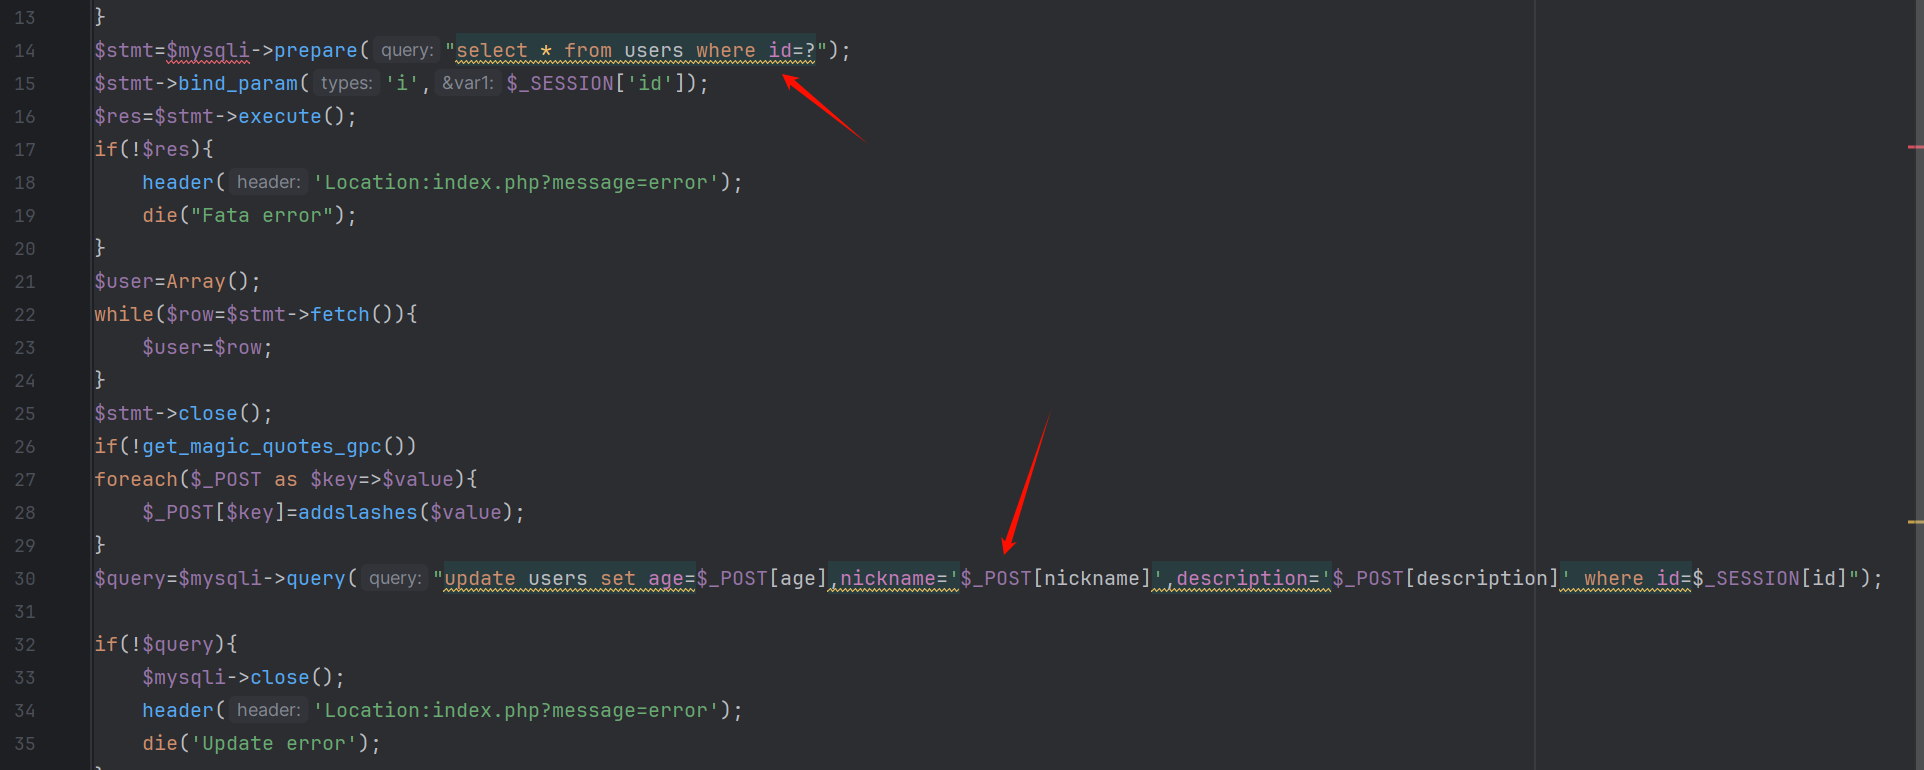 13 }
14 $stmt=$mysqli->prepare( query: "select * from users where id=?");
15 $stmt->bind_param( types: 'i', &var1: $_SESSION['id']);
16 $res=$stmt->execute();
17 if(!$res){
18     header( header: 'Location:index.php?message=error');
19     die("Fata error");
20 }
21 $user=Array();
22 while($row=$stmt->fetch()){
23     $user=$row;
24 }
25 $stmt->close();
26 if(!get_magic_quotes_gpc())
27 foreach($_POST as $key=>$value){
28     $_POST[$key]=addslashes($value);
29 }
30 $query=$mysqli->query( query: "update users set age=$_POST[age],nickname='$_POST[nickname]',description='$_POST[description]' where id=$_SESSION[id]");
31
32 if(!$query){
33     $mysqli->close();
34     header( header: 'Location:index.php?message=error');
35     die('Update error');